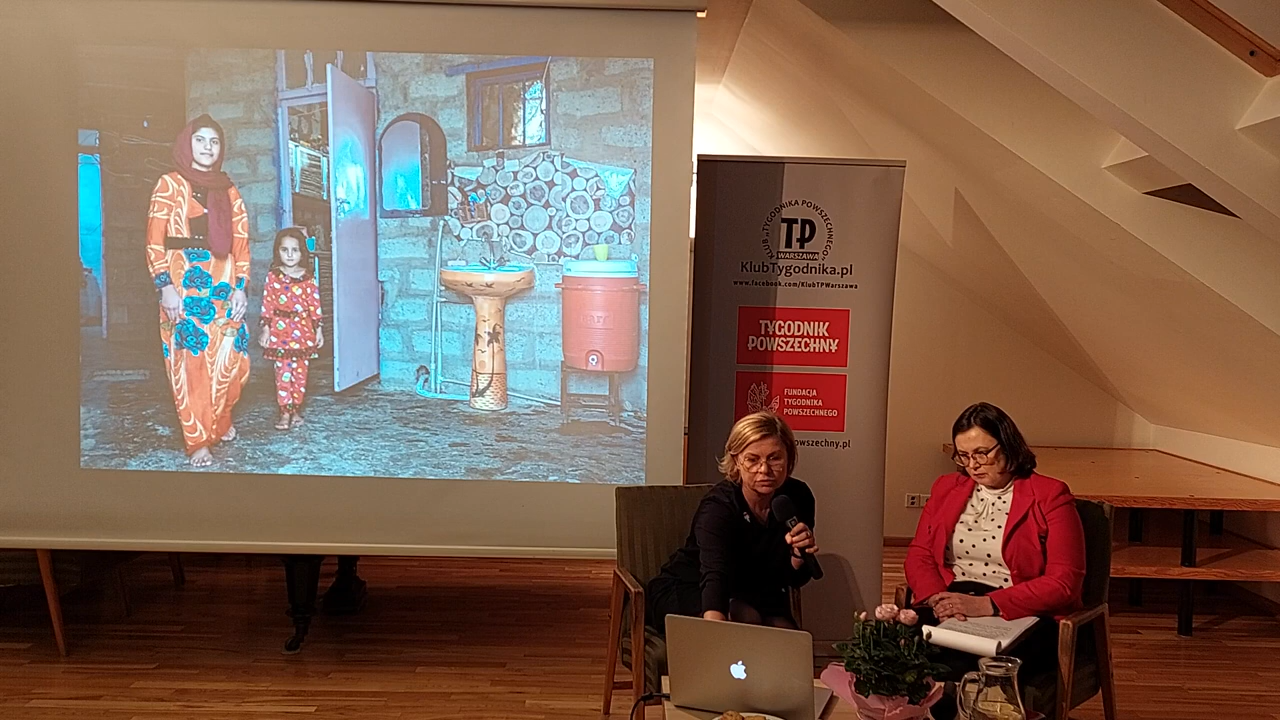 KLUB „TYGODNIKA POWSZECHNEGO"
TP
WARSZAWA
KlubTygodnika.pl
www.facebook.com/KlubTPWarszawa
TYGODNIK
POWSZECHNY
FUNDACJA
TYGODNIKA
POWSZECHNEGO
powszechny.pl